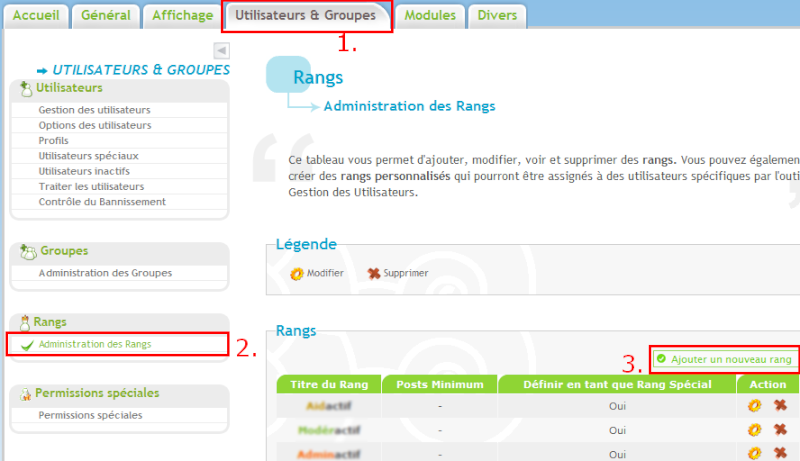 Accueil Général Affichage Utilisateurs & Groupes Modules Divers
1.
UTILISATEURS & GROUPES
Utilisateurs
Gestion des utilisateurs
Options des utilisateurs
Profils
Utilisateurs spéciaux
Utilisateurs inactifs
Traiter les utilisateurs
Contrôle du Bannissement
Groupes
Administration des Groupes
Rangs
Administration des Rangs
2.
Permissions spéciales
Permissions spéciales
Rangs
Administration des Rangs
Ce tableau vous permet d'ajouter, modifier, voir et supprimer des rangs. Vous pouvez égalemen
créer des rangs personnalisés qui pourront être assignés à des utilisateurs spécifiques par l'outi
Gestion des Utilisateurs.
Légende
Modifier Supprimer
Rangs
3.
Ajouter un nouveau rang
Titre du Rang Posts Minimum Définir en tant que Rang Spécial Action
Aidactif - Oui
Modéractif - Oui
Adminactif - Oui